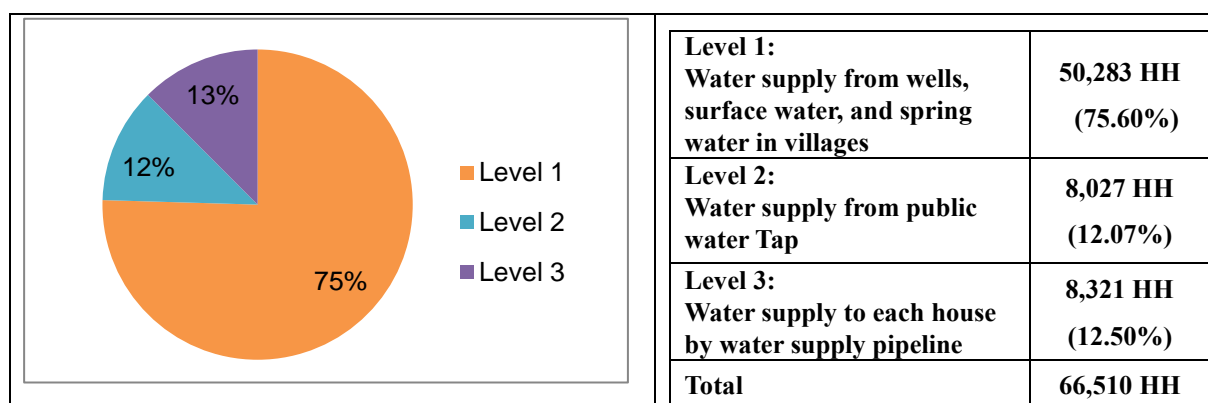 13%
12%
75%
Level 1
Level 2
Level 3
Level 1:
Water supply from wells,
surface water, and spring
water in villages
50,283 HH
(75.60%)
Level 2:
Water supply from public
water Tap
8,027 HH
(12.07%)
Level 3:
Water supply to each house
by water supply pipeline
8,321 HH
(12.50%)
Total
66,510 HH